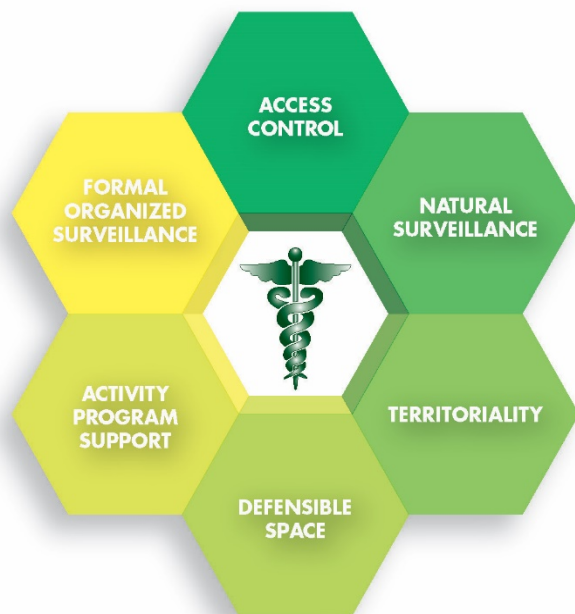 ACCESS
CONTROL
NATURAL
SURVEILLANCE
TERRITORIALITY
DEFENSIBLE
SPACE
ACTIVITY
PROGRAM
SUPPORT
FORMAL
ORGANIZED
SURVEILLANCE